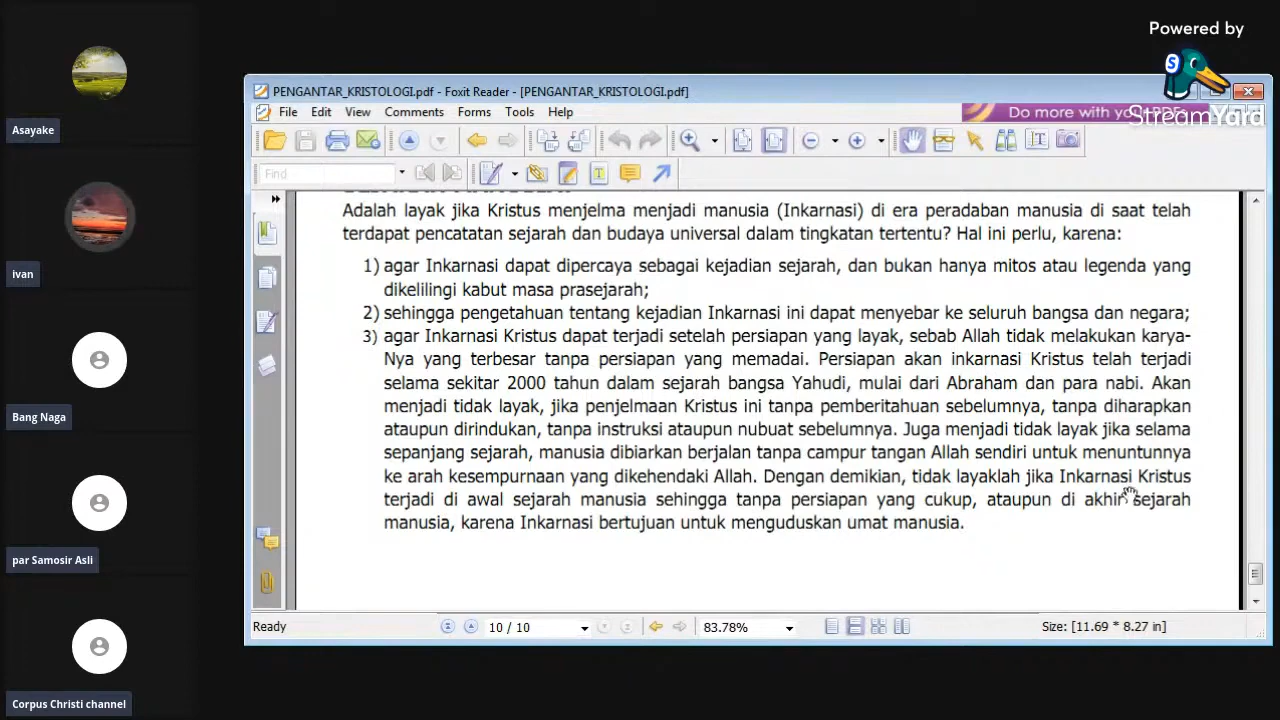 Powered by
StreamYard
Asayake
ivan
Bang Naga
par Samosir Asli
Corpus Christi channel
PENGANTAR_KRISTOLOGI.pdf - Foxit Reader - [PENGANTAR_KRISTOLOGI.pdf]
File Edit View Comments Forms Tools Help
Do more with your PDF
Find
Adalah layak jika Kristus menjelma menjadi manusia (Inkarnasi) di era peradaban manusia di saat telah
terdapat pencatatan sejarah dan budaya universal dalam tingkatan tertentu? Hal ini perlu, karena:
1) agar Inkarnasi dapat dipercaya sebagai kejadian sejarah, dan bukan hanya mitos atau legenda yang
dikelilingi kabut masa prasejarah;
2) sehingga pengetahuan tentang kejadian Inkarnasi ini dapat menyebar ke seluruh bangsa dan negara;
3) agar Inkarnasi Kristus dapat terjadi setelah persiapan yang layak, sebab Allah tidak melakukan karya-
Nya yang terbesar tanpa persiapan yang memadai. Persiapan akan inkarnasi Kristus telah terjadi
selama sekitar 2000 tahun dalam sejarah bangsa Yahudi, mulai dari Abraham dan para nabi. Akan
menjadi tidak layak, jika penjelmaan Kristus ini tanpa pemberitahuan sebelumnya, tanpa diharapkan
ataupun dirindukan, tanpa instruksi ataupun nubuat sebelumnya. Juga menjadi tidak layak jika selama
sepanjang sejarah, manusia dibiarkan berjalan tanpa campur tangan Allah sendiri untuk menuntunnya
ke arah kesempurnaan yang dikehendaki Allah. Dengan demikian, tidak layaklah jika Inkarnasi Kristus
terjadi di awal sejarah manusia sehingga tanpa persiapan yang cukup, ataupun di akhir sejarah
manusia, karena Inkarnasi bertujuan untuk menguduskan umat manusia.
Ready
10 / 10
83.78%
Size: [11.69 * 8.27 in]